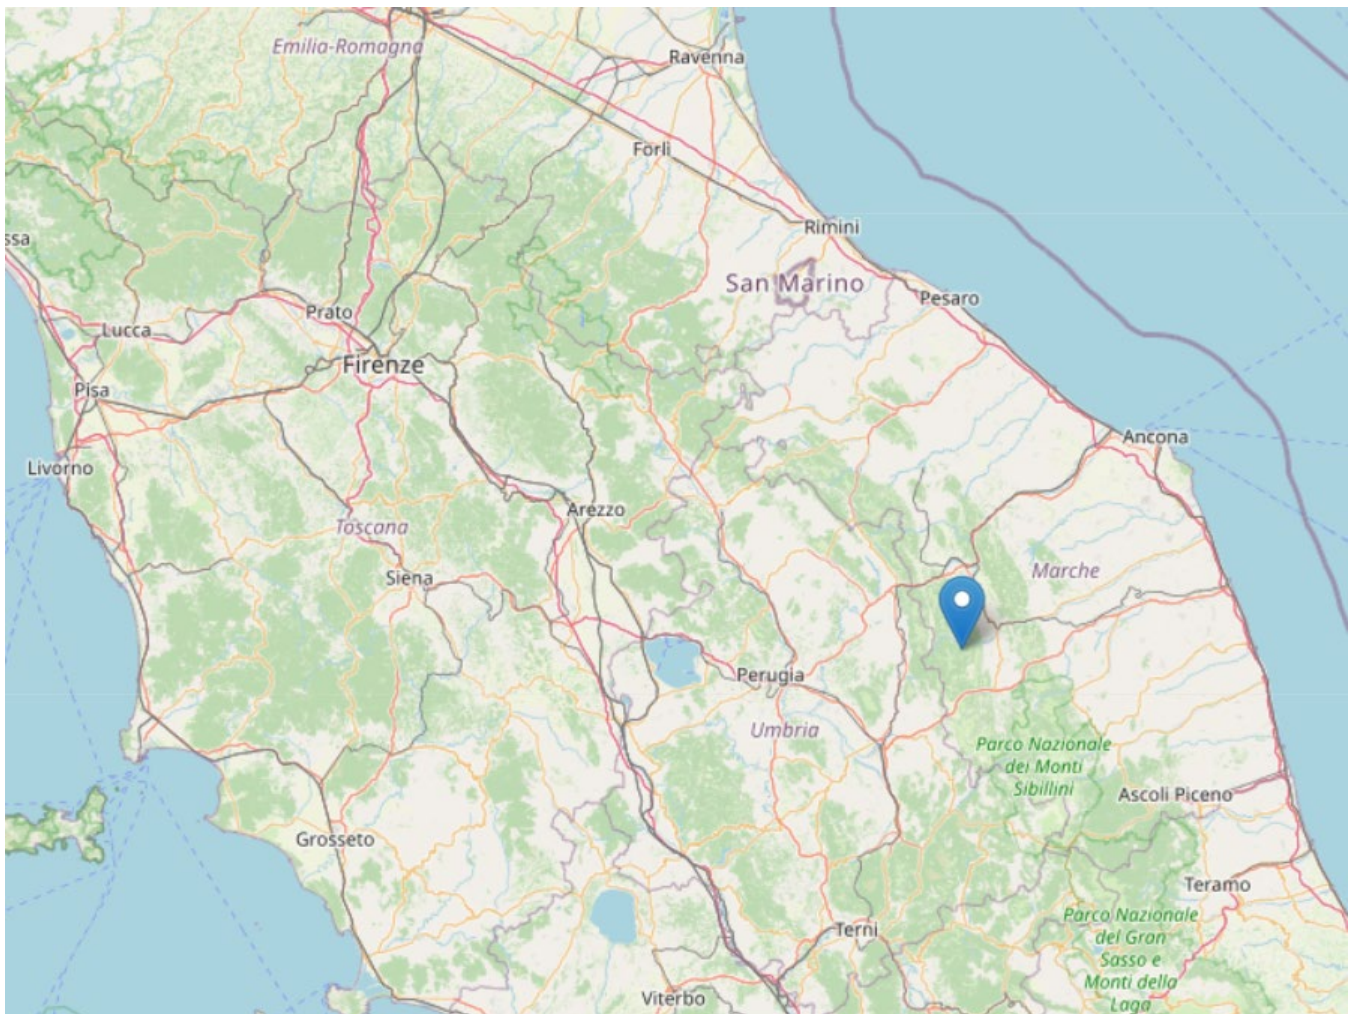 Emilia-Romagna
Ravenna
Forlì
Rimini
ssa
San Marino
Pesaro
Prato
Lucca
Firenze
Pisa
Ancona
Livorno
Arezzo
Toscana
Siena
Marche
Perugia
Umbria
Parco Nazionale
dei Monti
Sibillini
Ascoli Piceno
Grosseto
Teramo
Parco Nazionale
del Gran
Sasso e
Monti della
Laga
Terni
Viterbo